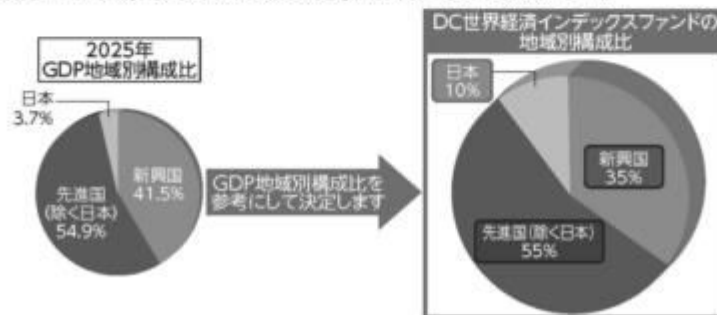 2025年
GDP地域別構成比
日本
3.7%
新興国
41.5%
先進国
(除く日本)
54.9%
GDP地域別構成比を
参考にして決定します
DC世界経済インデックスファンドの
地域別構成比
日本
10%
新興国
35%
先進国(除く日本)
55%